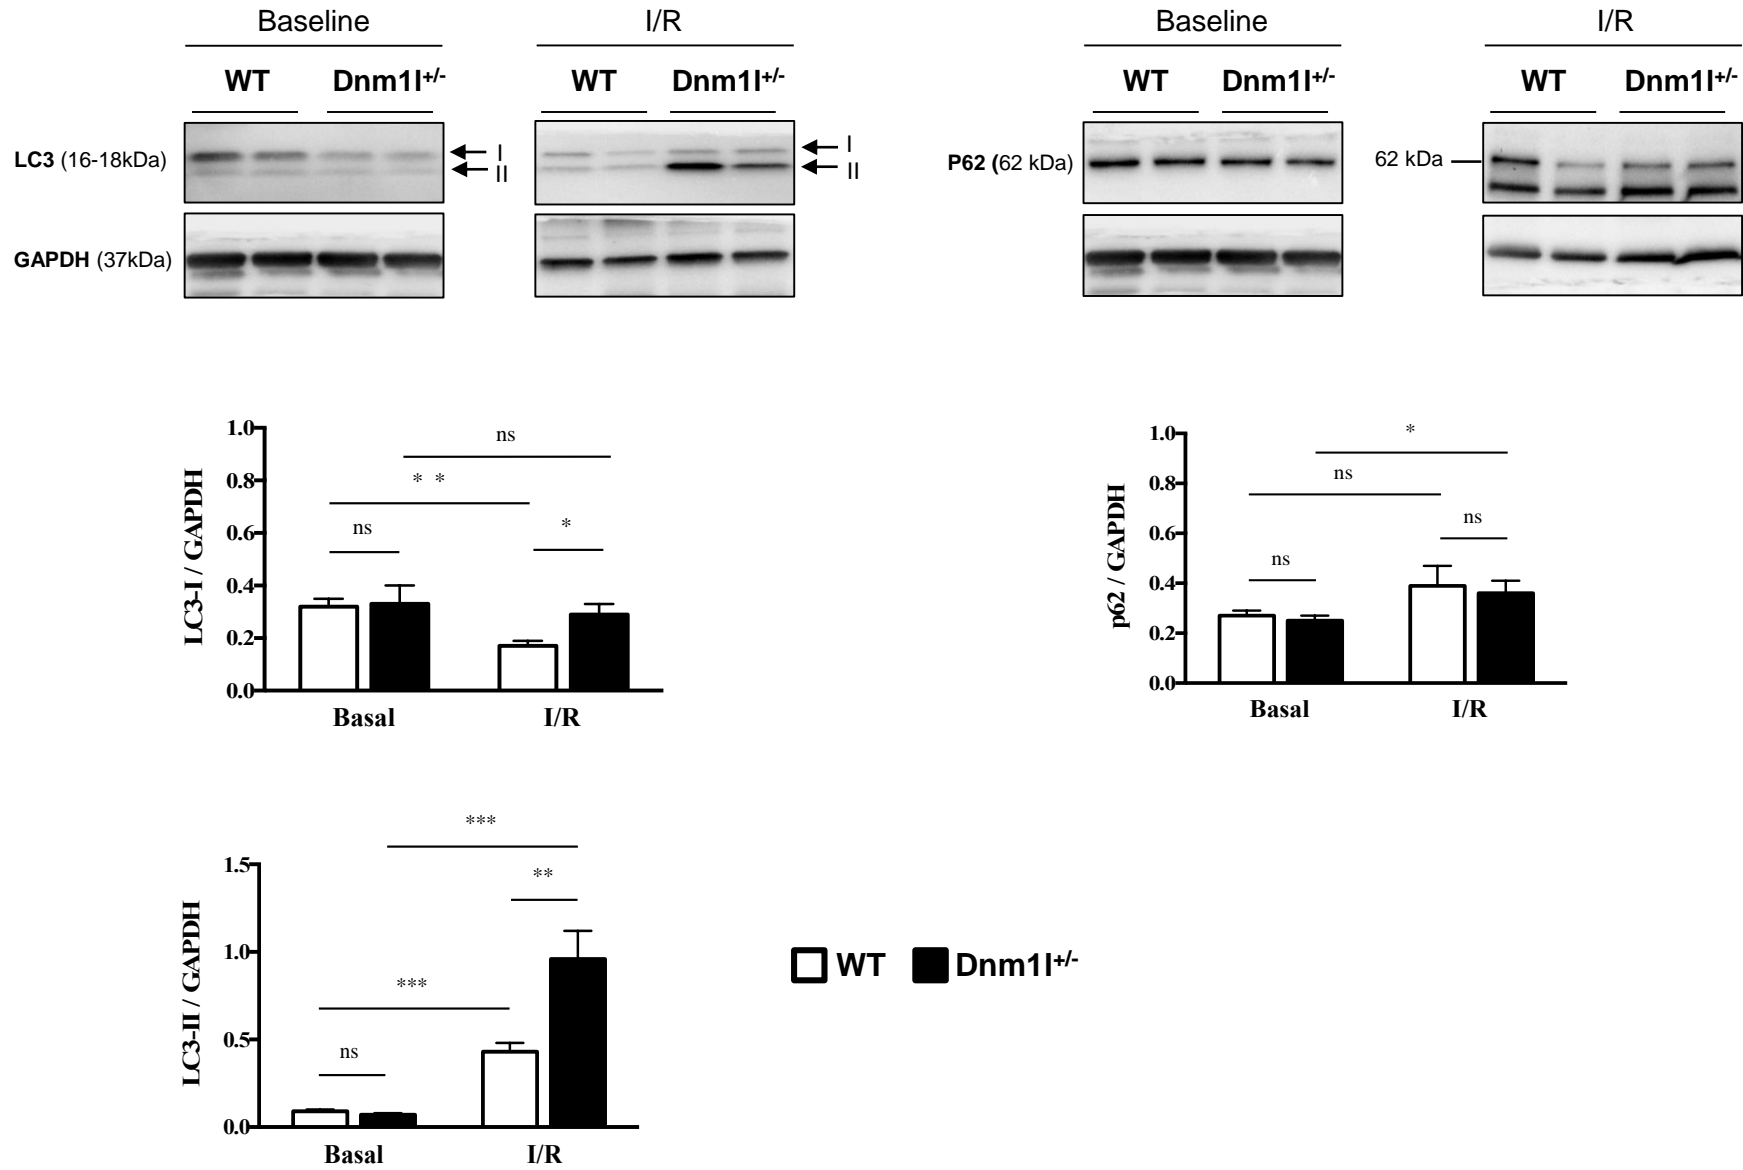 Baseline
I/R
Baseline
I/R
WT
Dnm1l+/-
WT
Dnm1l+/-
WT
Dnm1l+/-
WT
Dnm1l+/-
LC3 (16-18kDa)
I
II
I
II
P62 (62 kDa)
62 kDa
GAPDH (37kDa)
LC3-I / GAPDH
1.0
0.8
0.6
0.4
0.2
0.0
ns
* *
ns
*
Basal
I/R
p62 / GAPDH
1.0
0.8
0.6
0.4
0.2
0.0
*
ns
ns
ns
Basal
I/R
LC3-II / GAPDH
1.5
1.0
0.5
0.0
***
**
***
ns
Basal
I/R
WT
Dnm1l+/-